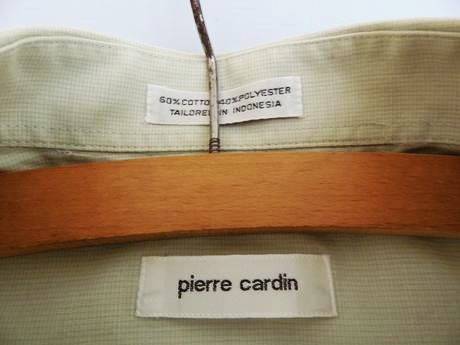 60% COTTON 40% POLYESTER
TAILORED IN INDONESIA
pierre cardin